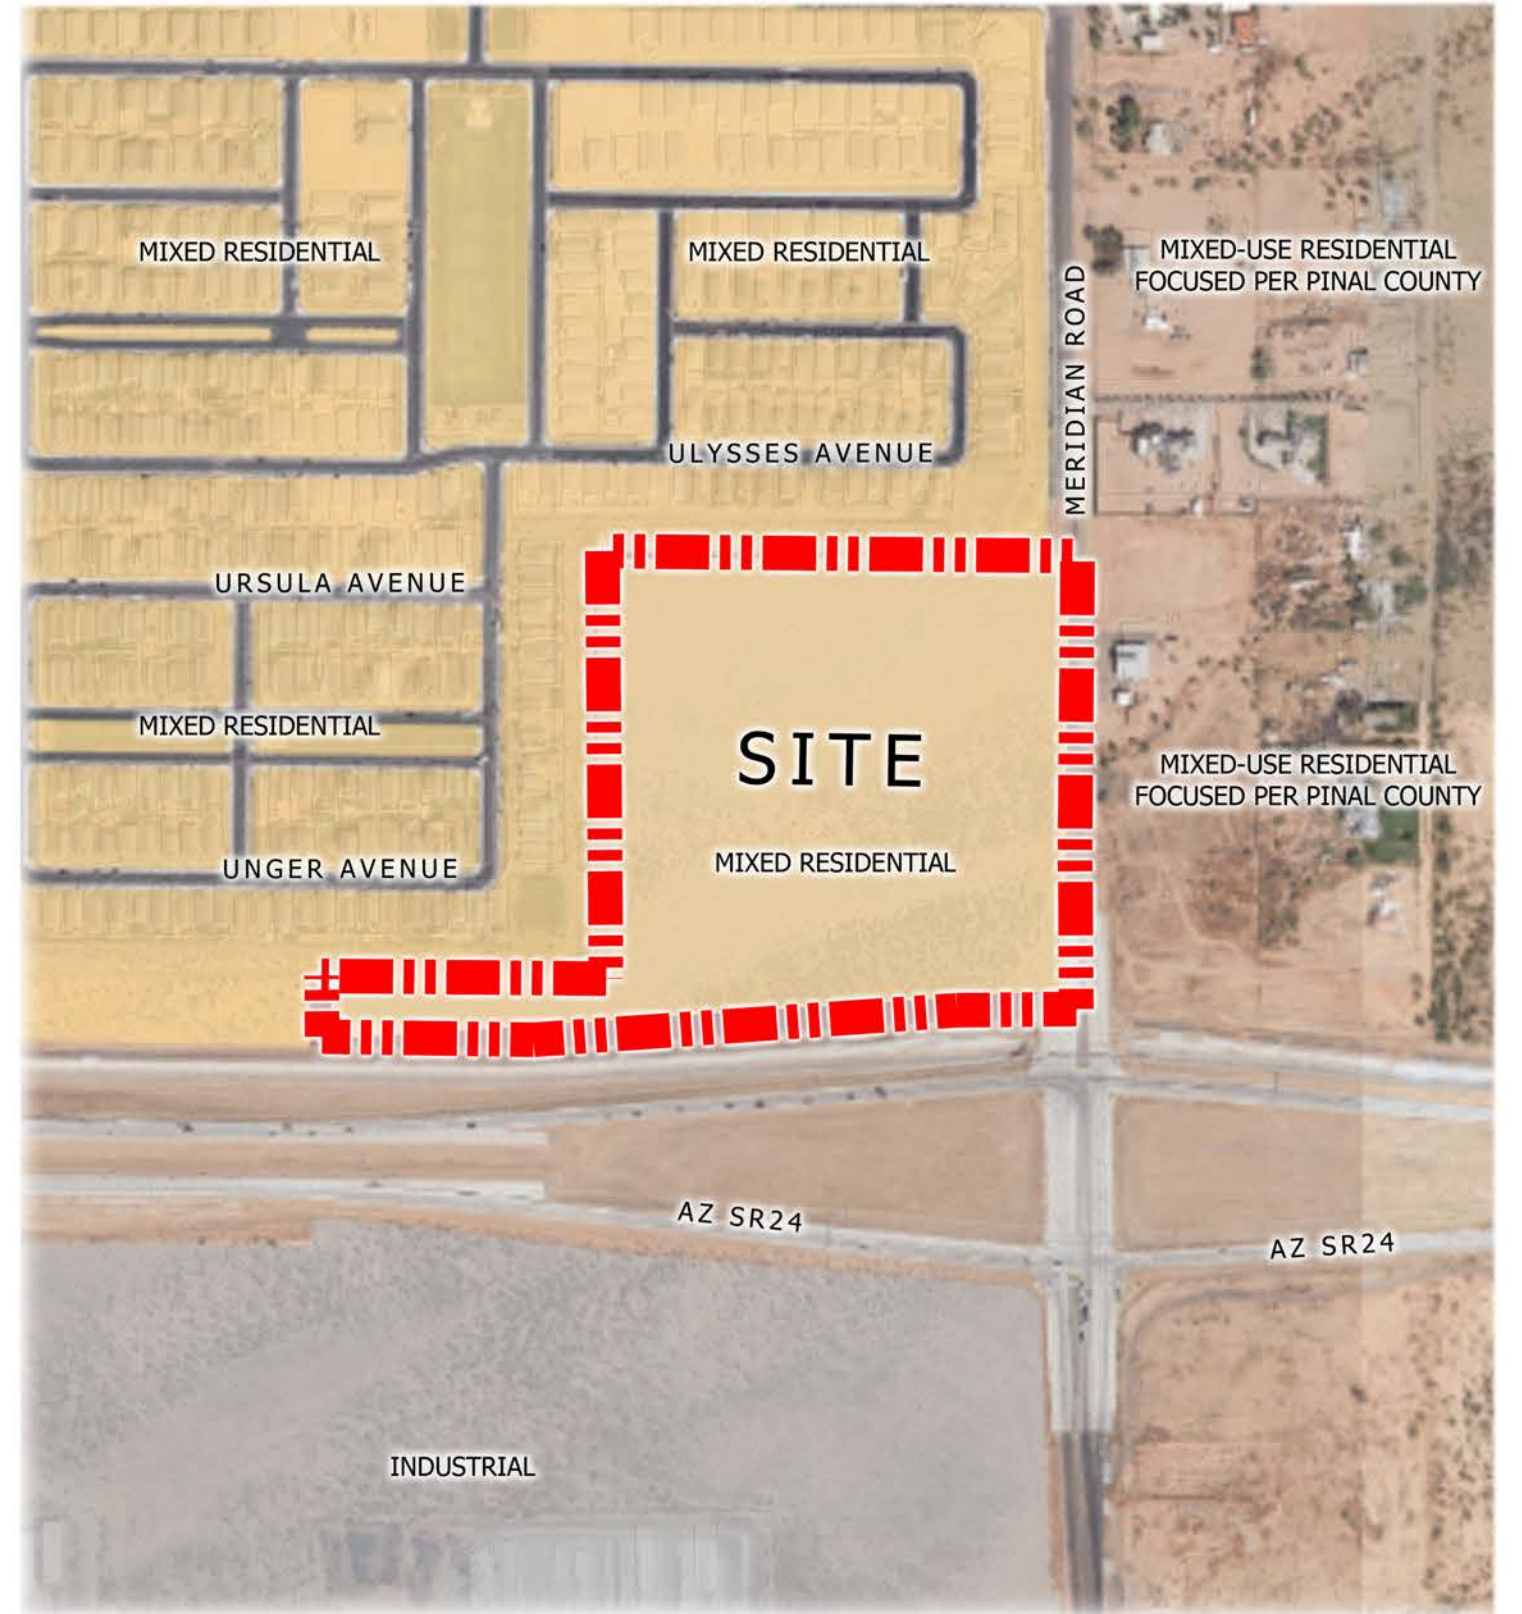 MIXED RESIDENTIAL
MIXED RESIDENTIAL
MIXED-USE RESIDENTIAL
FOCUSED PER PINAL COUNTY
MERIDIAN ROAD
ULYSSES AVENUE
URSULA AVENUE
MIXED RESIDENTIAL
SITE
MIXED-USE RESIDENTIAL
FOCUSED PER PINAL COUNTY
MIXED RESIDENTIAL
UNGER AVENUE
AZ SR24
AZ SR24
INDUSTRIAL